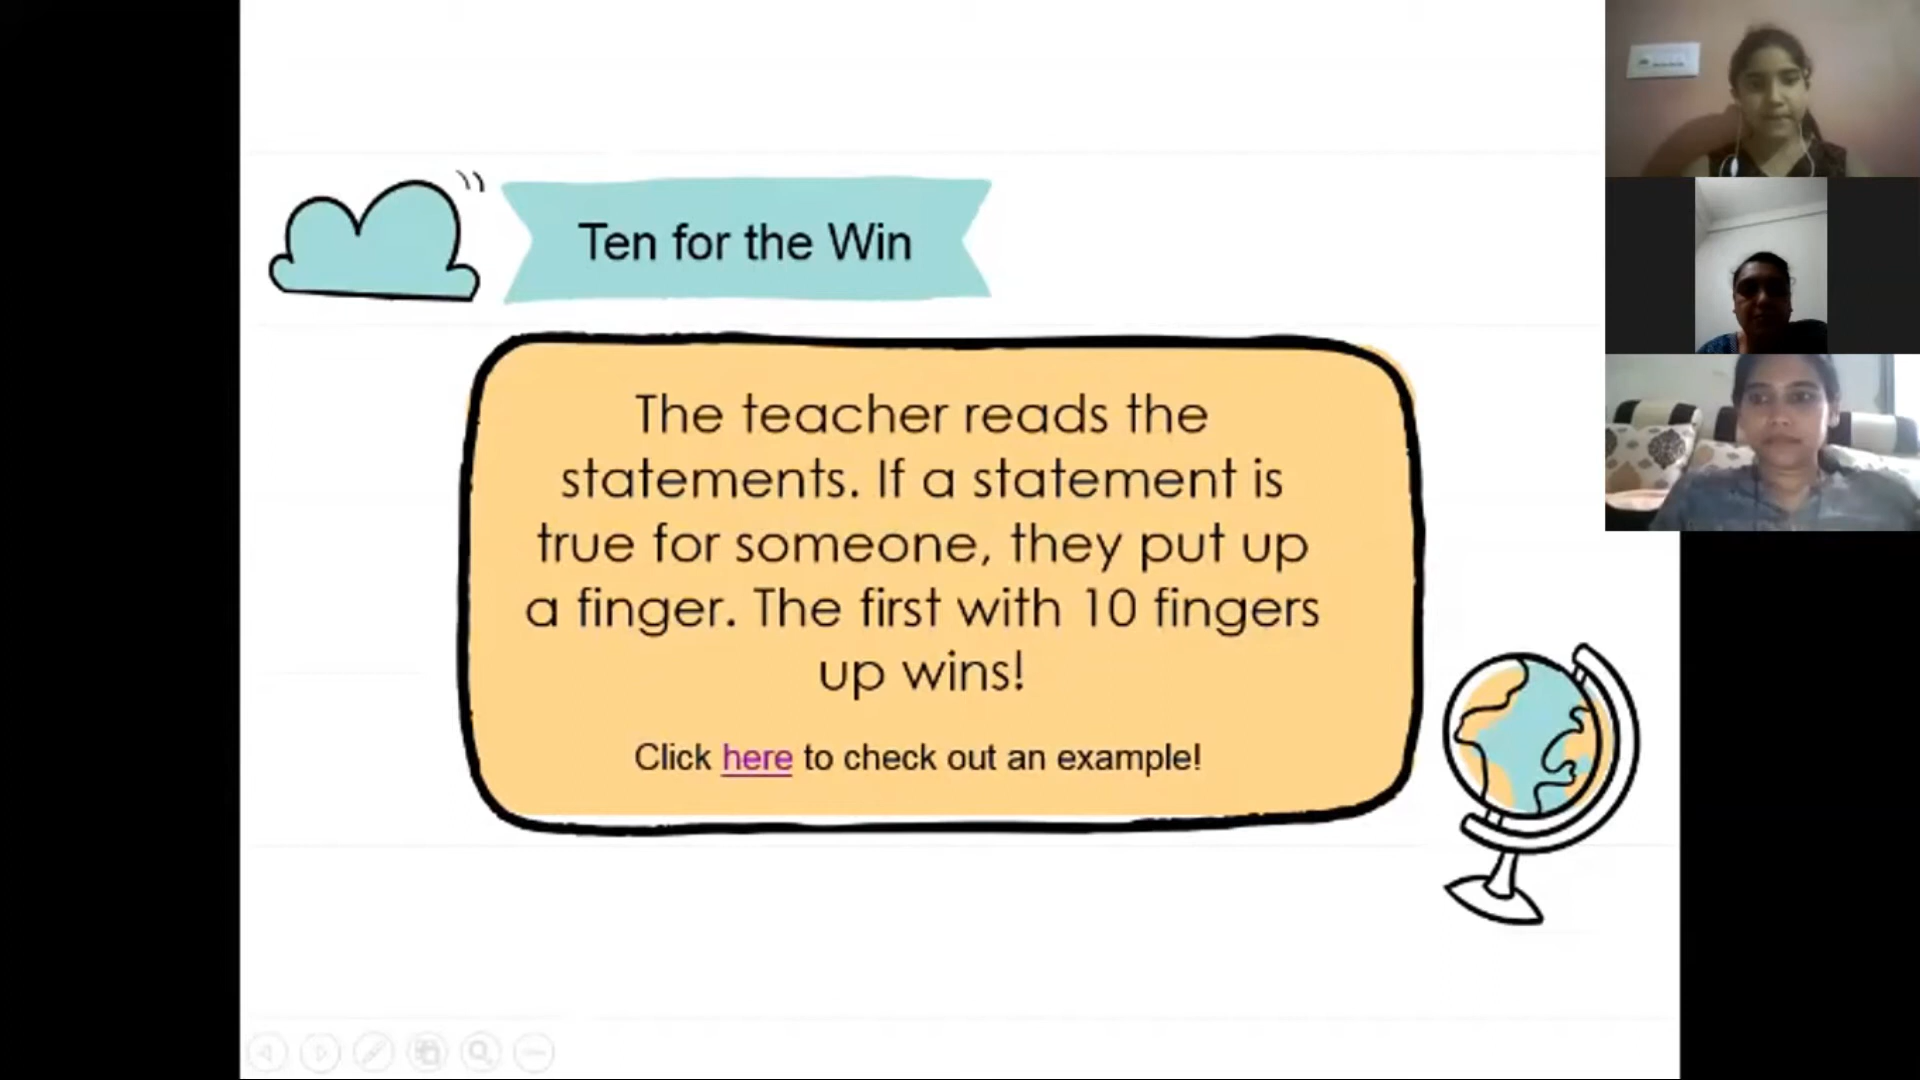 Ten for the Win
The teacher reads the
statements. If a statement is
true for someone, they put up
a finger. The first with 10 fingers
up wins!
Click here to check out an example!